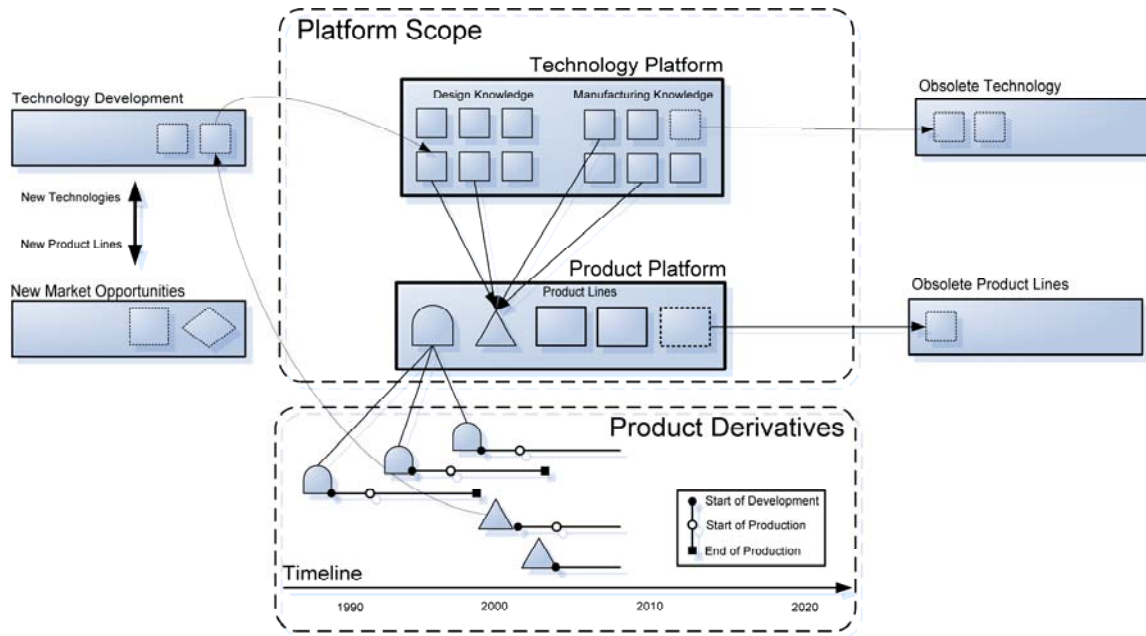 Platform Scope
Technology Platform
Design Knowledge
Manufacturing Knowledge
Technology Development
Obsolete Technology
New Technologies
New Product Lines
Product Platform
Product Lines
New Market Opportunities
Obsolete Product Lines
Product Derivatives
Start of Development
Start of Production
End of Production
Timeline
1990
2000
2010
2020